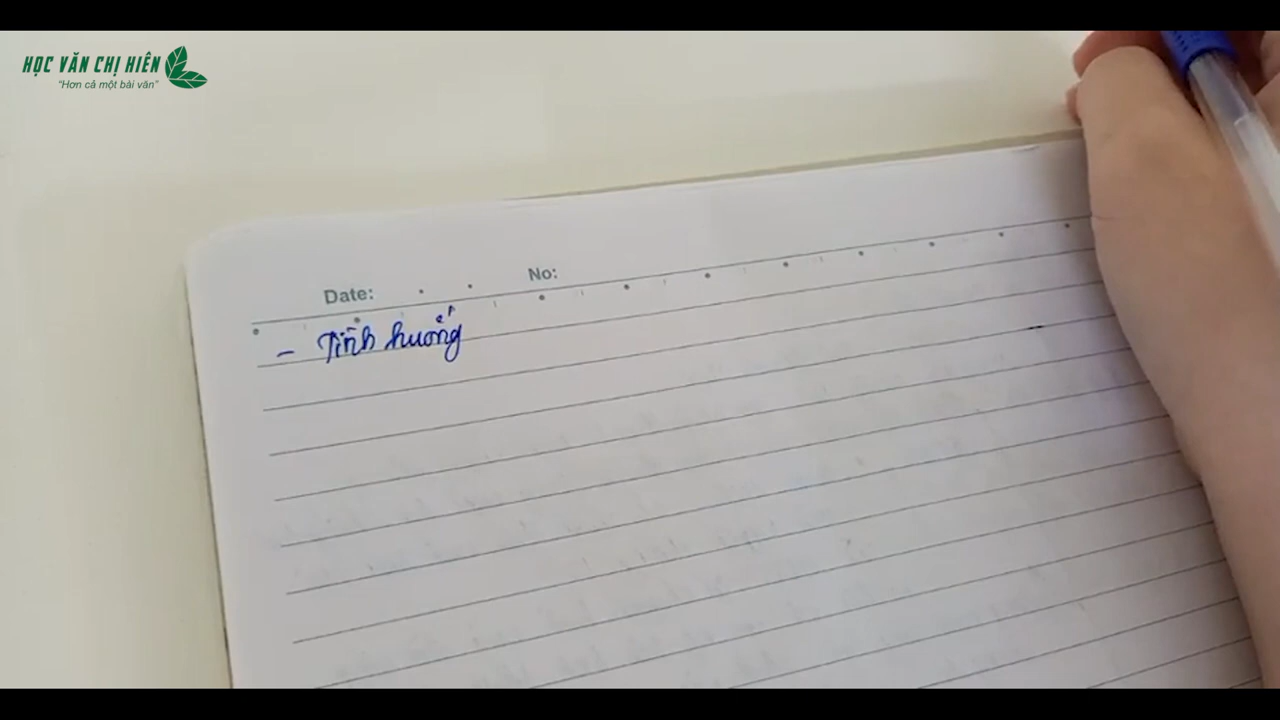 HỌC VĂN CHỊ HIÊN
"Hơn cả một bài văn"
Date:
No:
– Tình huống